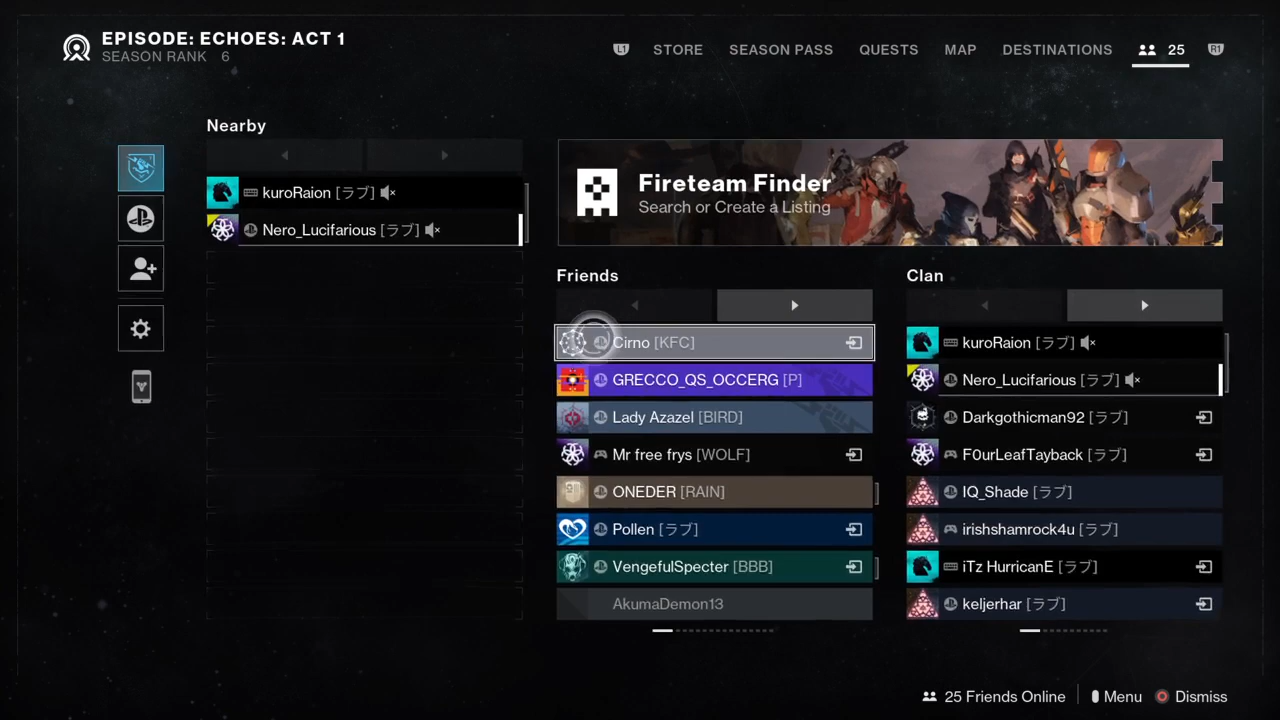 EPISODE: ECHOES: ACT 1
SEASON RANK 6
L1 STORE SEASON PASS QUESTS MAP DESTINATIONS 25 R1
Nearby
kuroRaion [ラブ]
Nero_Lucifarious [ラブ]
Fireteam Finder
Search or Create a Listing
Friends
Cirno [KFC]
GRECCO_QS_OCCERG [P]
Lady Azazel [BIRD]
Mr free frys [WOLF]
ONEDER [RAIN]
Pollen [ラブ]
VengefulSpecter [BBB]
AkumaDemon13
Clan
kuroRaion [ラブ]
Nero_Lucifarious [ラブ]
Darkgothicman92 [ラブ]
F0urLeafTayback [ラブ]
IQ_Shade [ラブ]
irishshamrock4u [ラブ]
iTz HurricanE [ラブ]
keljerhar [ラブ]
25 Friends Online Menu Dismiss